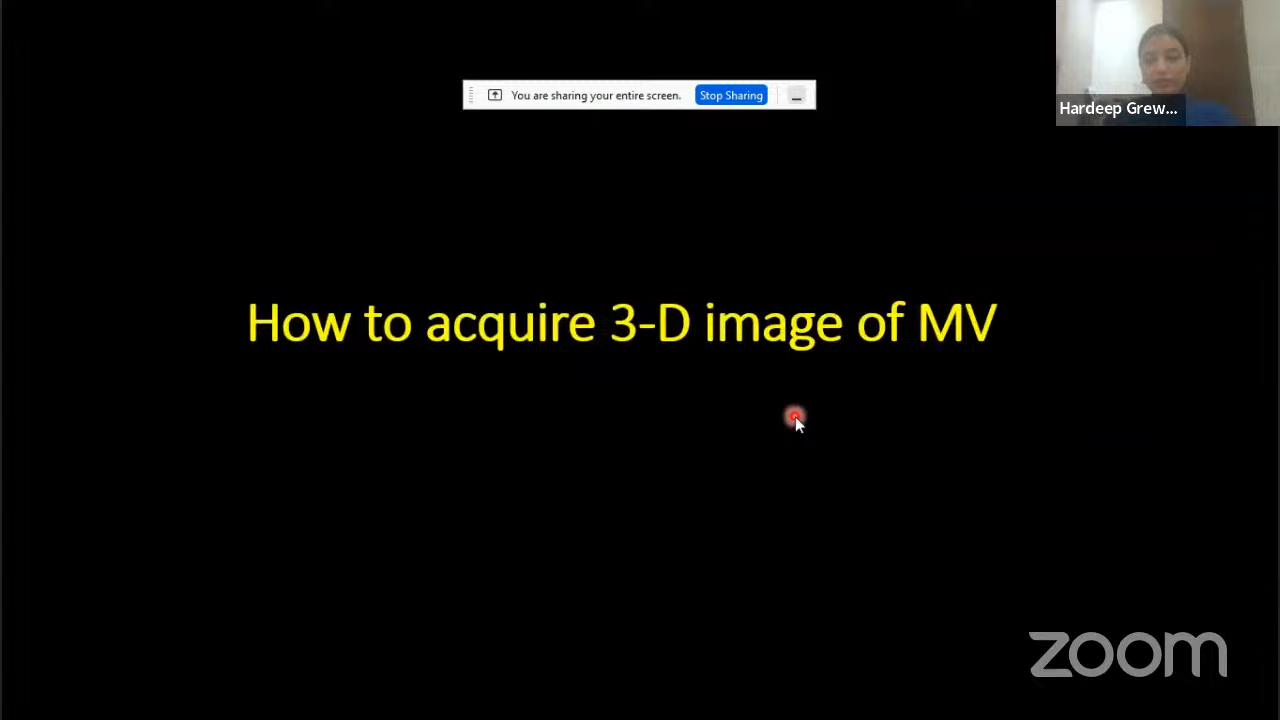 You are sharing your entire screen. Stop Sharing
Hardeep Grew...
How to acquire 3-D image of MV
zoom